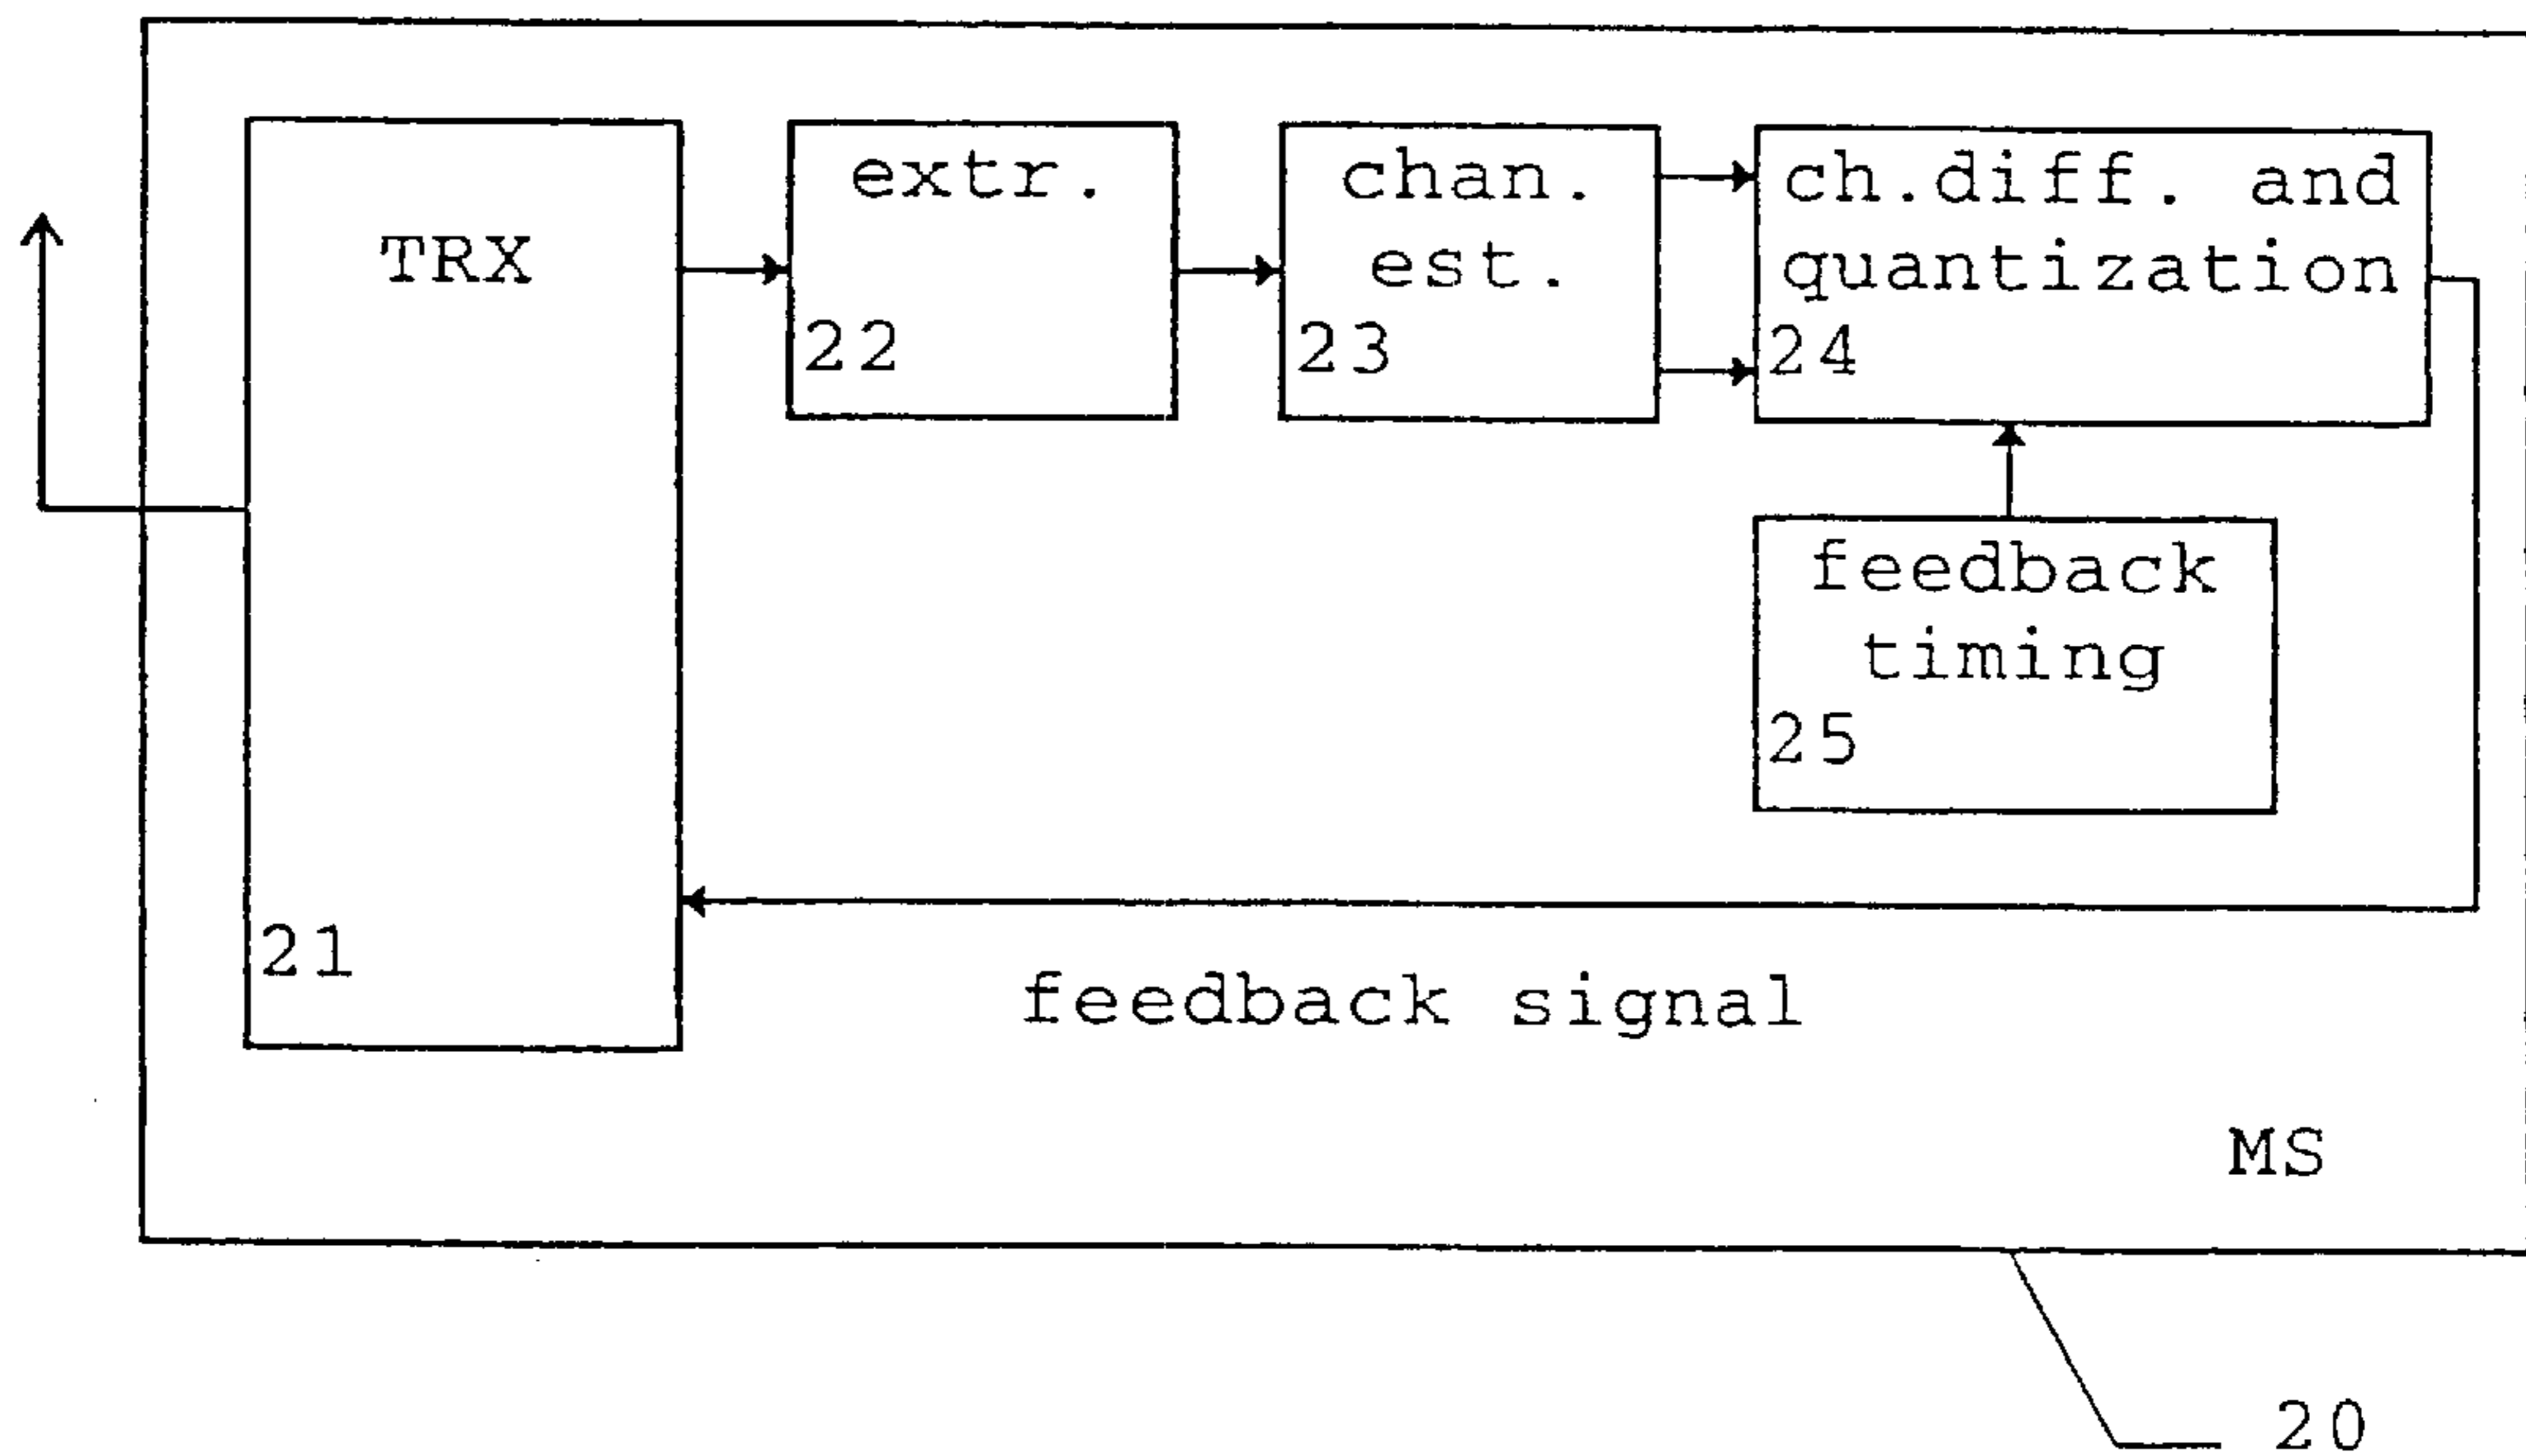 TRX
21
extr.
22
chan.
est.
23
ch.diff. and
quantization
24
feedback
timing
25
feedback signal
MS
20